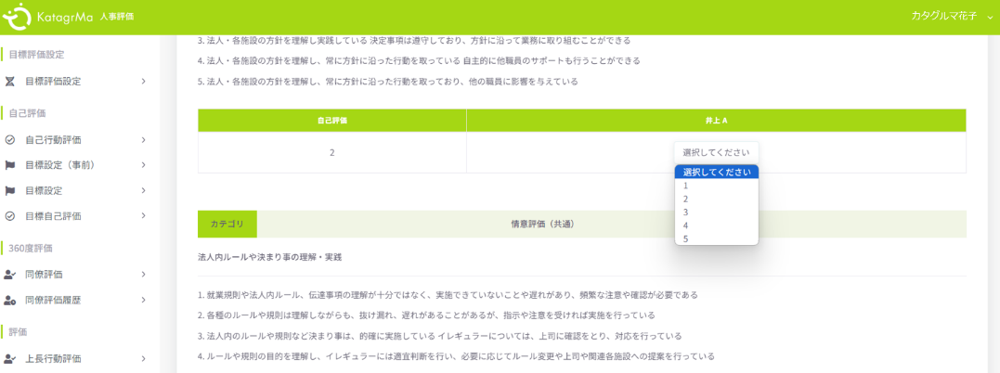 KatagrMa 人事評価
カタグルマ花子
目標評価設定
目標評価設定
自己評価
自己行動評価
目標設定（事前）
目標設定
目標自己評価
360度評価
同僚評価
同僚評価履歴
評価
上長行動評価
3. 法人・各施設の方針を理解し実践している 決定事項は遵守しており、方針に沿って業務に取り組むことができる
4. 法人・各施設の方針を理解し、常に方針に沿った行動を取っている 自主的に他職員のサポートも行うことができる
5. 法人・各施設の方針を理解し、常に方針に沿った行動を取っており、他の職員に影響を与えている
自己評価 井上 A
2 選択してください
選択してください
1
2
3
4
5
カテゴリ 情意評価（共通）
法人内ルールや決まり事の理解・実践
1. 就業規則や法人内ルール、伝達事項の理解が十分ではなく、実施できていないことや遅れがあり、頻繁な注意や確認が必要である
2. 各種のルールや規則は理解しながらも、抜け漏れ、遅れがあることがあるが、指示や注意を受ければ実施を行っている
3. 法人内のルールや規則など決まり事は、的確に実施している イレギュラーについては、上司に確認をとり、対応を行っている
4. ルールや規則の目的を理解し、イレギュラーには適宜判断を行い、必要に応じてルール変更や上司や関連各施設への提案を行っている